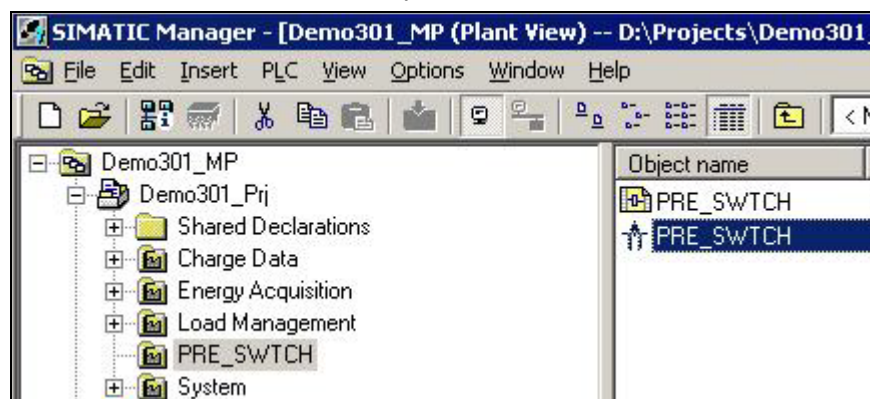 SIMATIC Manager - [Demo301_MP (Plant View) -- D:\Projects\Demo301_
File Edit Insert PLC View Options Window Help
< N
Demo301_MP
Object name
Demo301_Prj
PRE_SWTCH
Shared Declarations
PRE_SWTCH
Charge Data
Energy Acquisition
Load Management
PRE_SWTCH
System